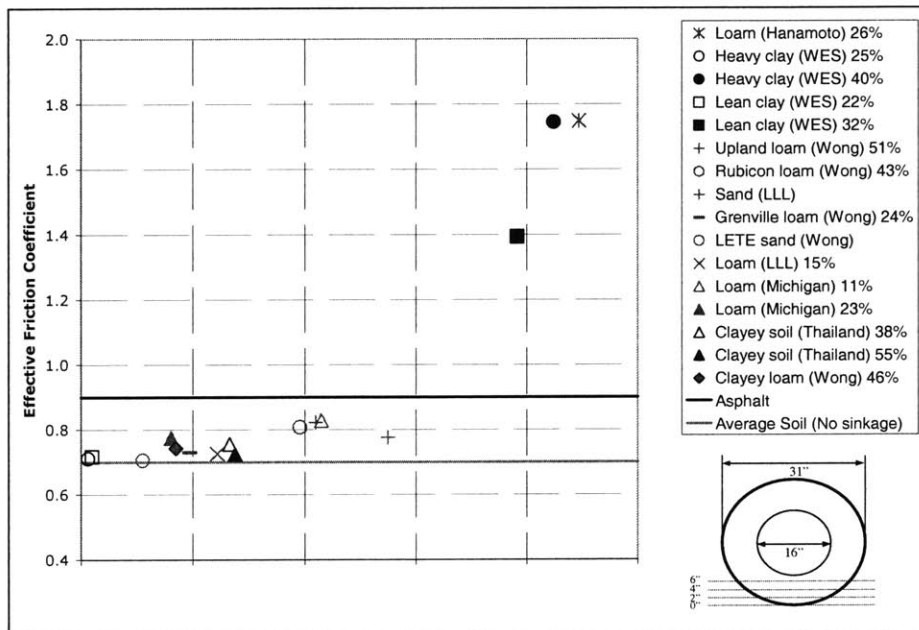 Effective Friction Coefficient
2.0
1.8
1.6
1.4
1.2
1.0
0.8
0.6
0.4
Loam (Hanamoto) 26%
Heavy clay (WES) 25%
Heavy clay (WES) 40%
Lean clay (WES) 22%
Lean clay (WES) 32%
Upland loam (Wong) 51%
Rubicon loam (Wong) 43%
Sand (LLL)
Grenville loam (Wong) 24%
LETE sand (Wong)
Loam (LLL) 15%
Loam (Michigan) 11%
Loam (Michigan) 23%
Clayey soil (Thailand) 38%
Clayey soil (Thailand) 55%
Clayey loam (Wong) 46%
Asphalt
Average Soil (No sinkage)
31"
16"
6"
4"
2"
0"